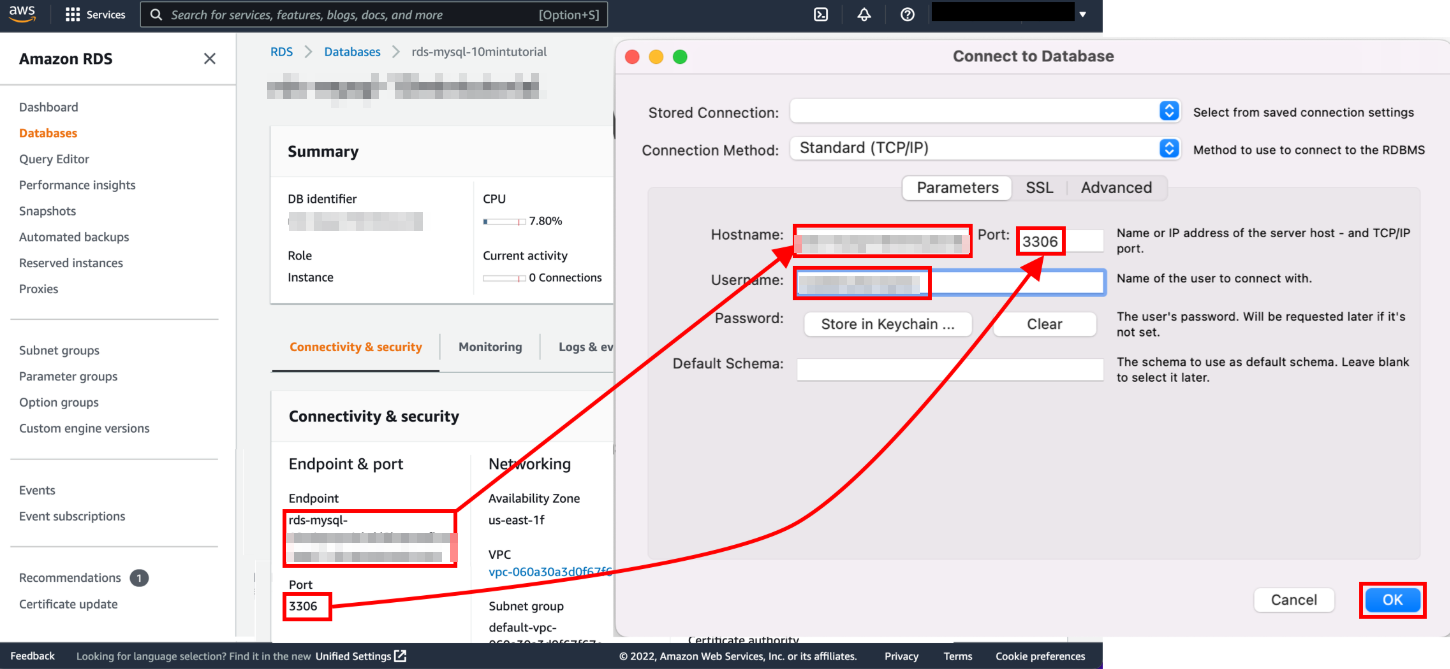 aws
Services
Search for services, features, blogs, docs, and more
[Option+S]
Amazon RDS
Dashboard
Databases
Query Editor
Performance insights
Snapshots
Automated backups
Reserved instances
Proxies
Subnet groups
Parameter groups
Option groups
Custom engine versions
Events
Event subscriptions
Recommendations 1
Certificate update
RDS > Databases > rds-mysql-10mintutorial
Summary
DB identifier
CPU
7.80%
Role
Instance
Current activity
0 Connections
Connectivity & security
Monitoring
Logs & ev
Connectivity & security
Endpoint & port
Endpoint
rds-mysql-
Port
3306
Networking
Availability Zone
us-east-1f
VPC
vpc-060a30a3d0f67f6
Subnet group
default-vpc-
Certificate authority
Connect to Database
Stored Connection:
Select from saved connection settings
Connection Method:
Standard (TCP/IP)
Method to use to connect to the RDBMS
Parameters
SSL
Advanced
Hostname:
Port:
3306
Name or IP address of the server host - and TCP/IP
port.
Username:
Name of the user to connect with.
Password:
Store in Keychain ...
Clear
The user's password. Will be requested later if it's
not set.
Default Schema:
The schema to use as default schema. Leave blank
to select it later.
Cancel
OK
Feedback
Looking for language selection? Find it in the new Unified Settings
© 2022, Amazon Web Services, Inc. or its affiliates.
Privacy
Terms
Cookie preferences